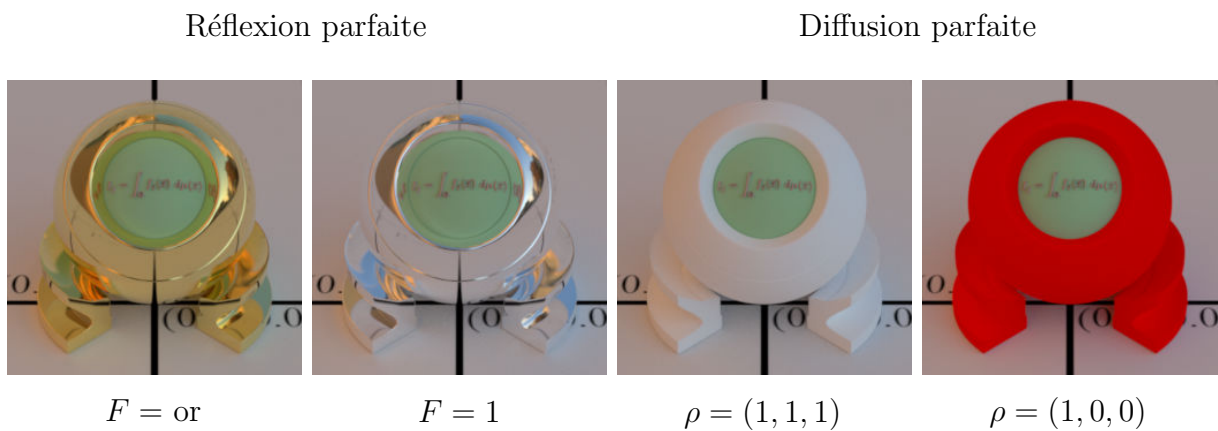 Réflexion parfaite
Diffusion parfaite
F = or
F = 1
ρ = (1, 1, 1)
ρ = (1, 0, 0)